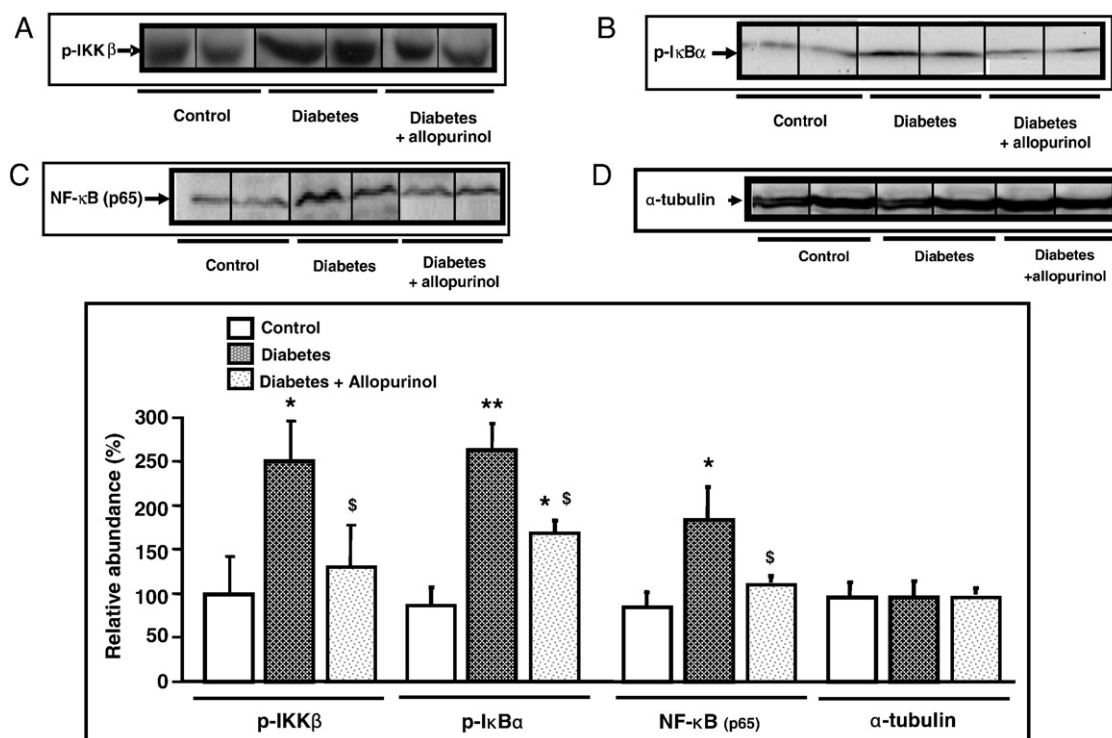 A
p-IKKβ
Control
Diabetes
Diabetes
+ allopurinol
B
p-IκBα
Control
Diabetes
Diabetes
+ allopurinol
C
NF-κB (p65)
Control
Diabetes
Diabetes
+ allopurinol
D
α-tubulin
Control
Diabetes
Diabetes
+allopurinol
Control
Diabetes
Diabetes + Allopurinol
Relative abundance (%)
300
250
200
150
100
50
0
*
$
**
* $
*
$
p-IKKβ
p-IκBα
NF-κB (p65)
α-tubulin